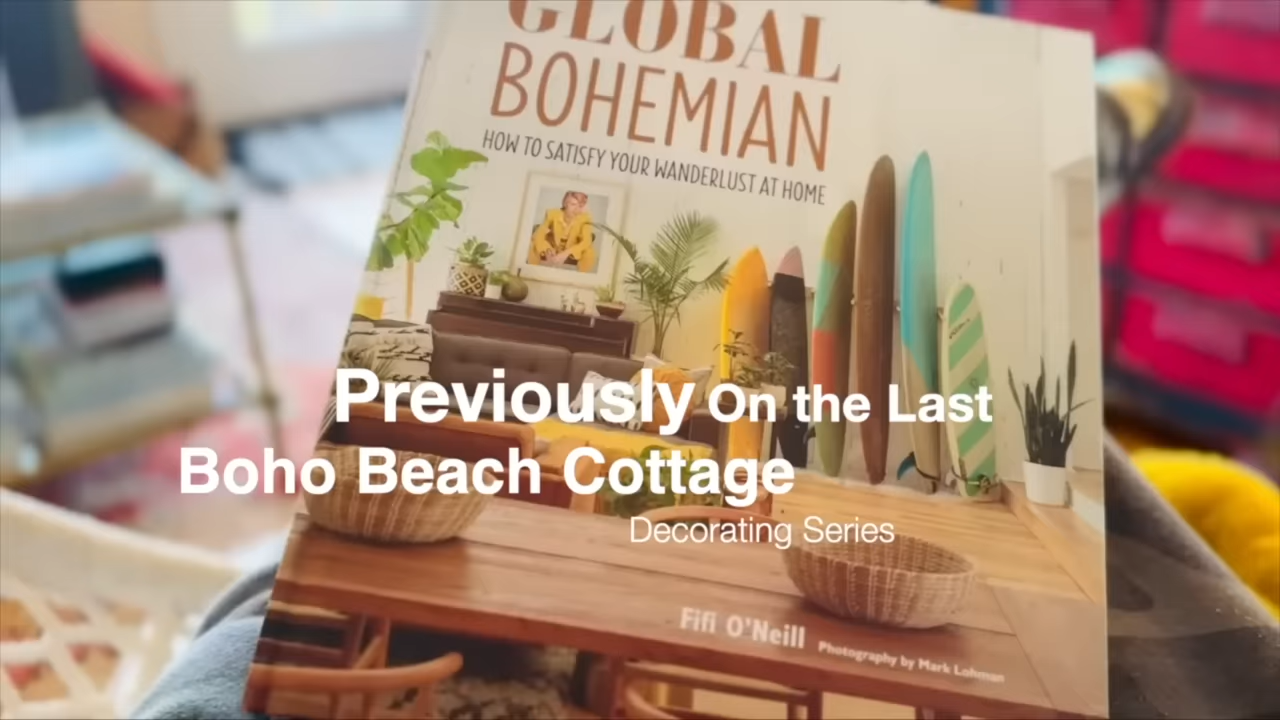 GLOBAL
BOHEMIAN
HOW TO SATISFY YOUR WANDERLUST AT HOME
Previously On the Last
Boho Beach Cottage
Decorating Series
Fifi O'Neill Photography by Mark Lohman